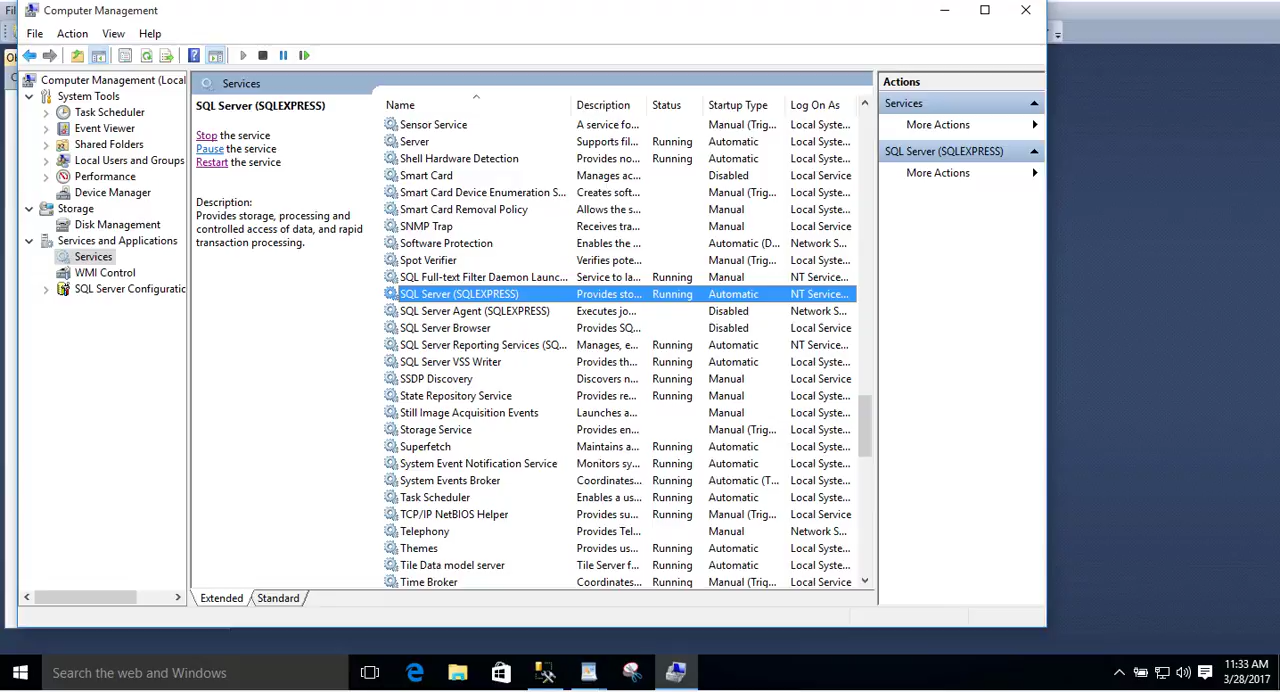 Computer Management
File Action View Help
Computer Management (Local
System Tools
Task Scheduler
Event Viewer
Shared Folders
Local Users and Groups
Performance
Device Manager
Storage
Disk Management
Services and Applications
Services
WMI Control
SQL Server Configuratic
Services
SQL Server (SQLEXPRESS)
Stop the service
Pause the service
Restart the service
Description:
Provides storage, processing and
controlled access of data, and rapid
transaction processing.
Name Description Status Startup Type Log On As
Sensor Service A service fo... Manual (Trig... Local Syste...
Server Supports fil... Running Automatic Local Syste...
Shell Hardware Detection Provides no... Running Automatic Local Syste...
Smart Card Manages ac... Disabled Local Syste...
Smart Card Device Enumeration S... Creates soft... Manual (Trig... Local Syste...
Smart Card Removal Policy Allows the s... Manual Local Syste...
SNMP Trap Receives tra... Manual Local Service
Software Protection Enables the ... Automatic (D... Network S...
Spot Verifier Verifies pote... Manual (Trig... Local Syste...
SQL Full-text Filter Daemon Launc... Service to la... Running Manual NT Service...
SQL Server (SQLEXPRESS) Provides sto... Running Automatic NT Service...
SQL Server Agent (SQLEXPRESS) Executes jo... Disabled Network S...
SQL Server Browser Provides SQ... Disabled Local Service
SQL Server Reporting Services (SQ... Manages, e... Running Automatic NT Service...
SQL Server VSS Writer Provides th... Running Automatic Local Syste...
SSDP Discovery Discovers n... Running Manual Local Service
State Repository Service Provides re... Running Manual Local Syste...
Still Image Acquisition Events Launches a... Manual Local Syste...
Storage Service Provides en... Manual (Trig... Local Syste...
Superfetch Maintains a... Running Automatic Local Syste...
System Event Notification Service Monitors sy... Running Automatic Local Syste...
System Events Broker Coordinates... Running Automatic (T... Local Syste...
Task Scheduler Enables a us... Running Automatic Local Syste...
TCP/IP NetBIOS Helper Provides su... Running Manual (Trig... Local Service
Telephony Provides Tel... Manual Network S...
Themes Provides us... Running Automatic Local Syste...
Tile Data model server Tile Server f... Running Automatic Local Syste...
Time Broker Coordinates... Running Manual (Trig... Local Service
Extended Standard
Actions
Services
More Actions
SQL Server (SQLEXPRESS)
More Actions
Search the web and Windows
11:33 AM
3/28/2017